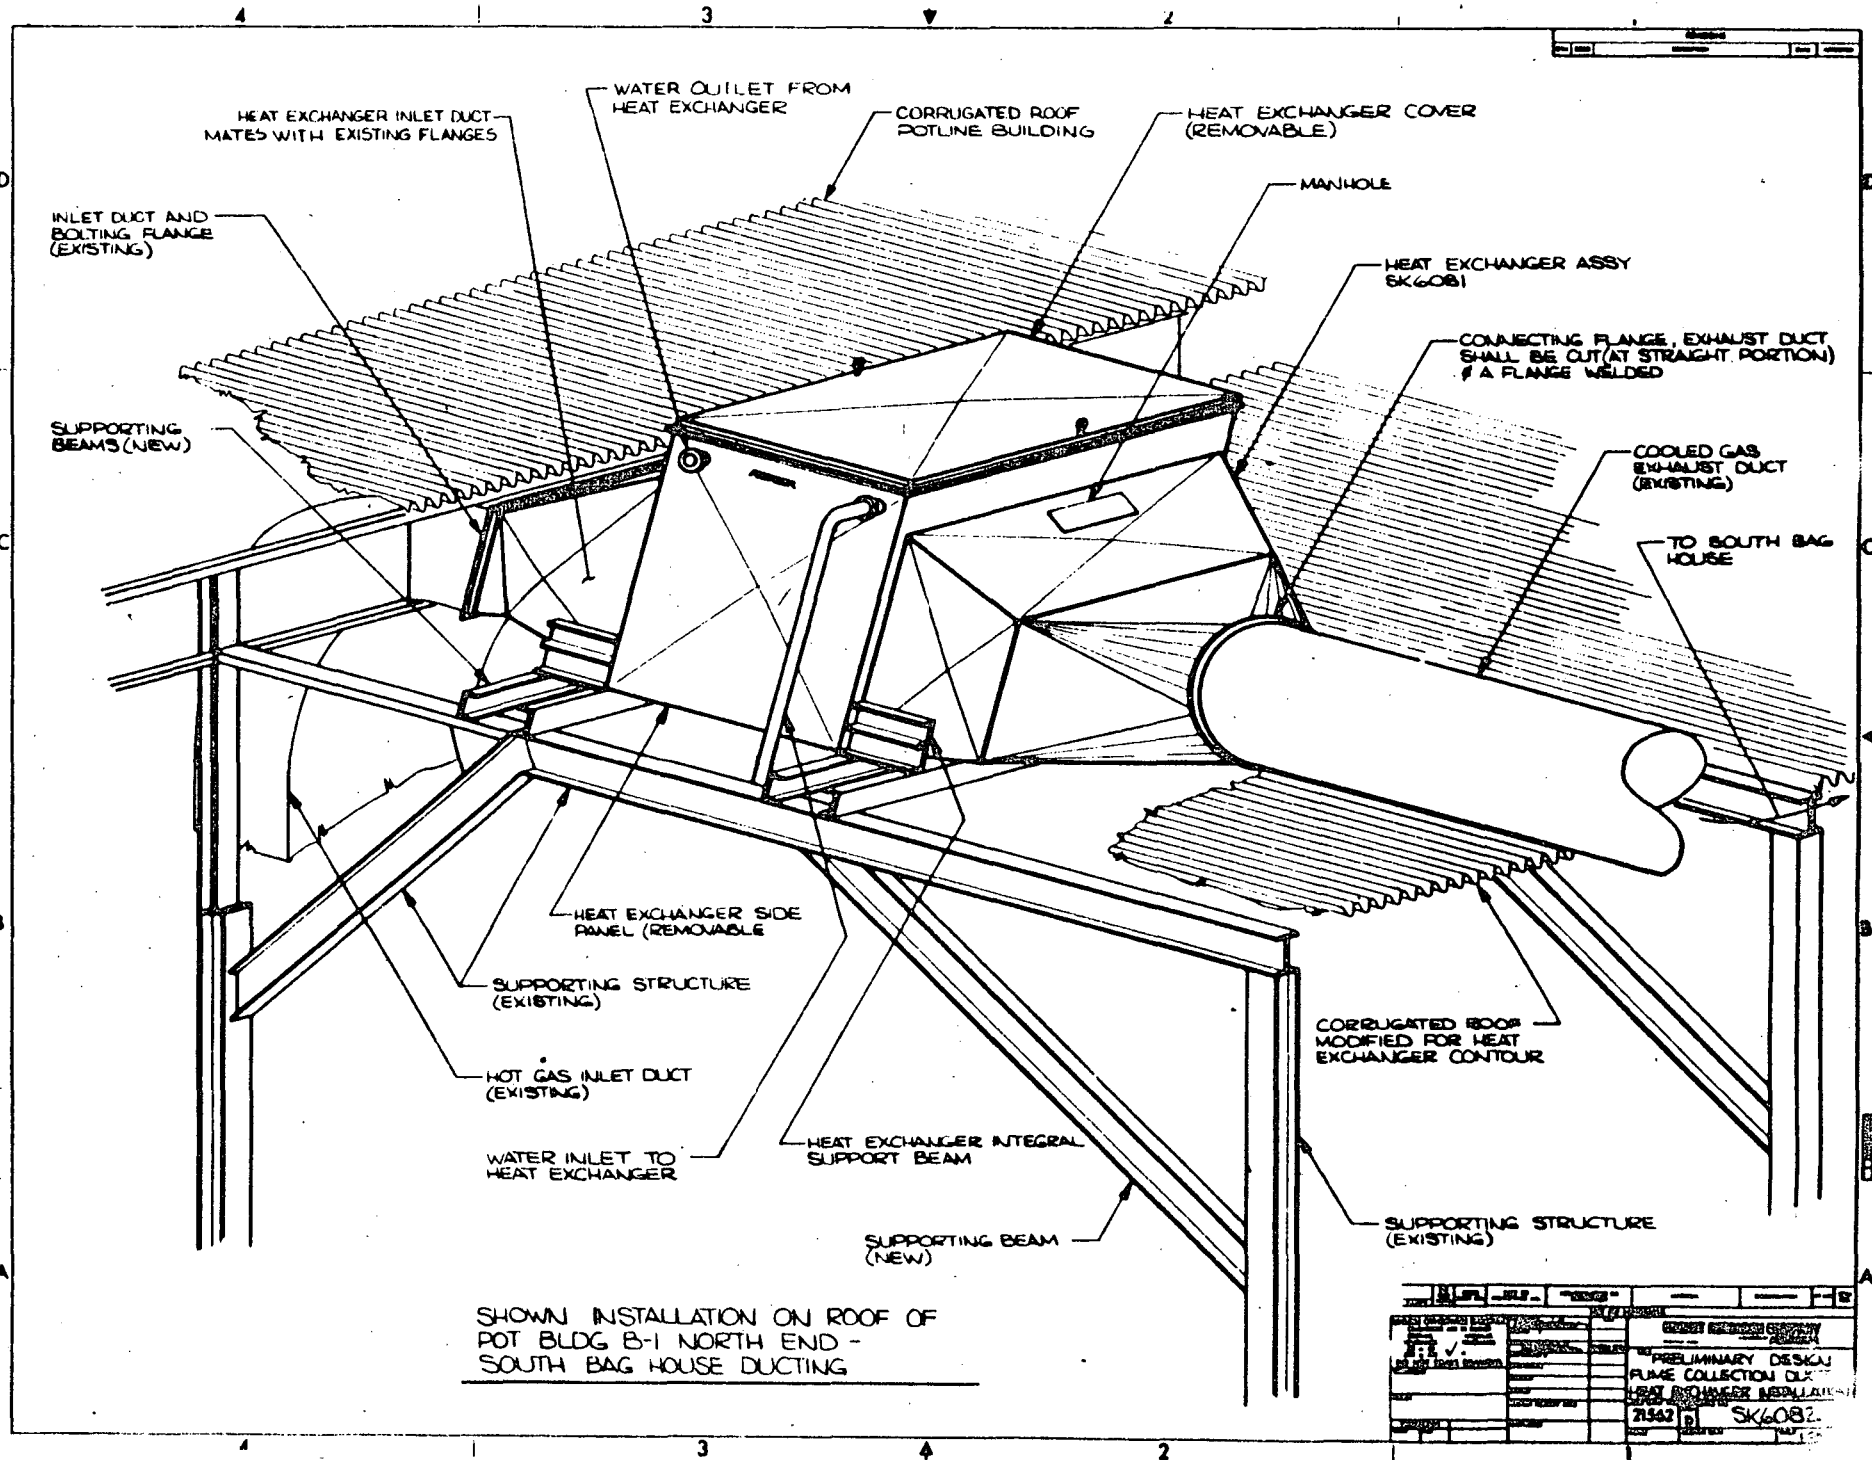 4
3
2
REVISIONS
WATER OUTLET FROM
HEAT EXCHANGER
HEAT EXCHANGER INLET DUCT
MATES WITH EXISTING FLANGES
CORRUGATED ROOF
POTLINE BUILDING
HEAT EXCHANGER COVER
(REMOVABLE)
MANHOLE
D
D
INLET DUCT AND
BOLTING FLANGE
(EXISTING)
HEAT EXCHANGER ASSY
SK6081
CONNECTING FLANGE, EXHAUST DUCT
SHALL BE CUT (AT STRAIGHT PORTION)
& A FLANGE WELDED
SUPPORTING
BEAMS (NEW)
COOLED GAS
EXHAUST DUCT
(EXISTING)
TO SOUTH BAG
HOUSE
C
C
HEAT EXCHANGER SIDE
PANEL (REMOVABLE
B
B
SUPPORTING STRUCTURE
(EXISTING)
CORRUGATED ROOF
MODIFIED FOR HEAT
EXCHANGER CONTOUR
HOT GAS INLET DUCT
(EXISTING)
WATER INLET TO
HEAT EXCHANGER
HEAT EXCHANGER INTEGRAL
SUPPORT BEAM
SUPPORTING BEAM
(NEW)
SUPPORTING STRUCTURE
(EXISTING)
A
A
SHOWN INSTALLATION ON ROOF OF
POT BLDG B-1 NORTH END -
SOUTH BAG HOUSE DUCTING
PRELIMINARY DESIGN
FUME COLLECTION
HEAT EXCHANGER INSTALLATION
21562
D
SK6082
4
3
2